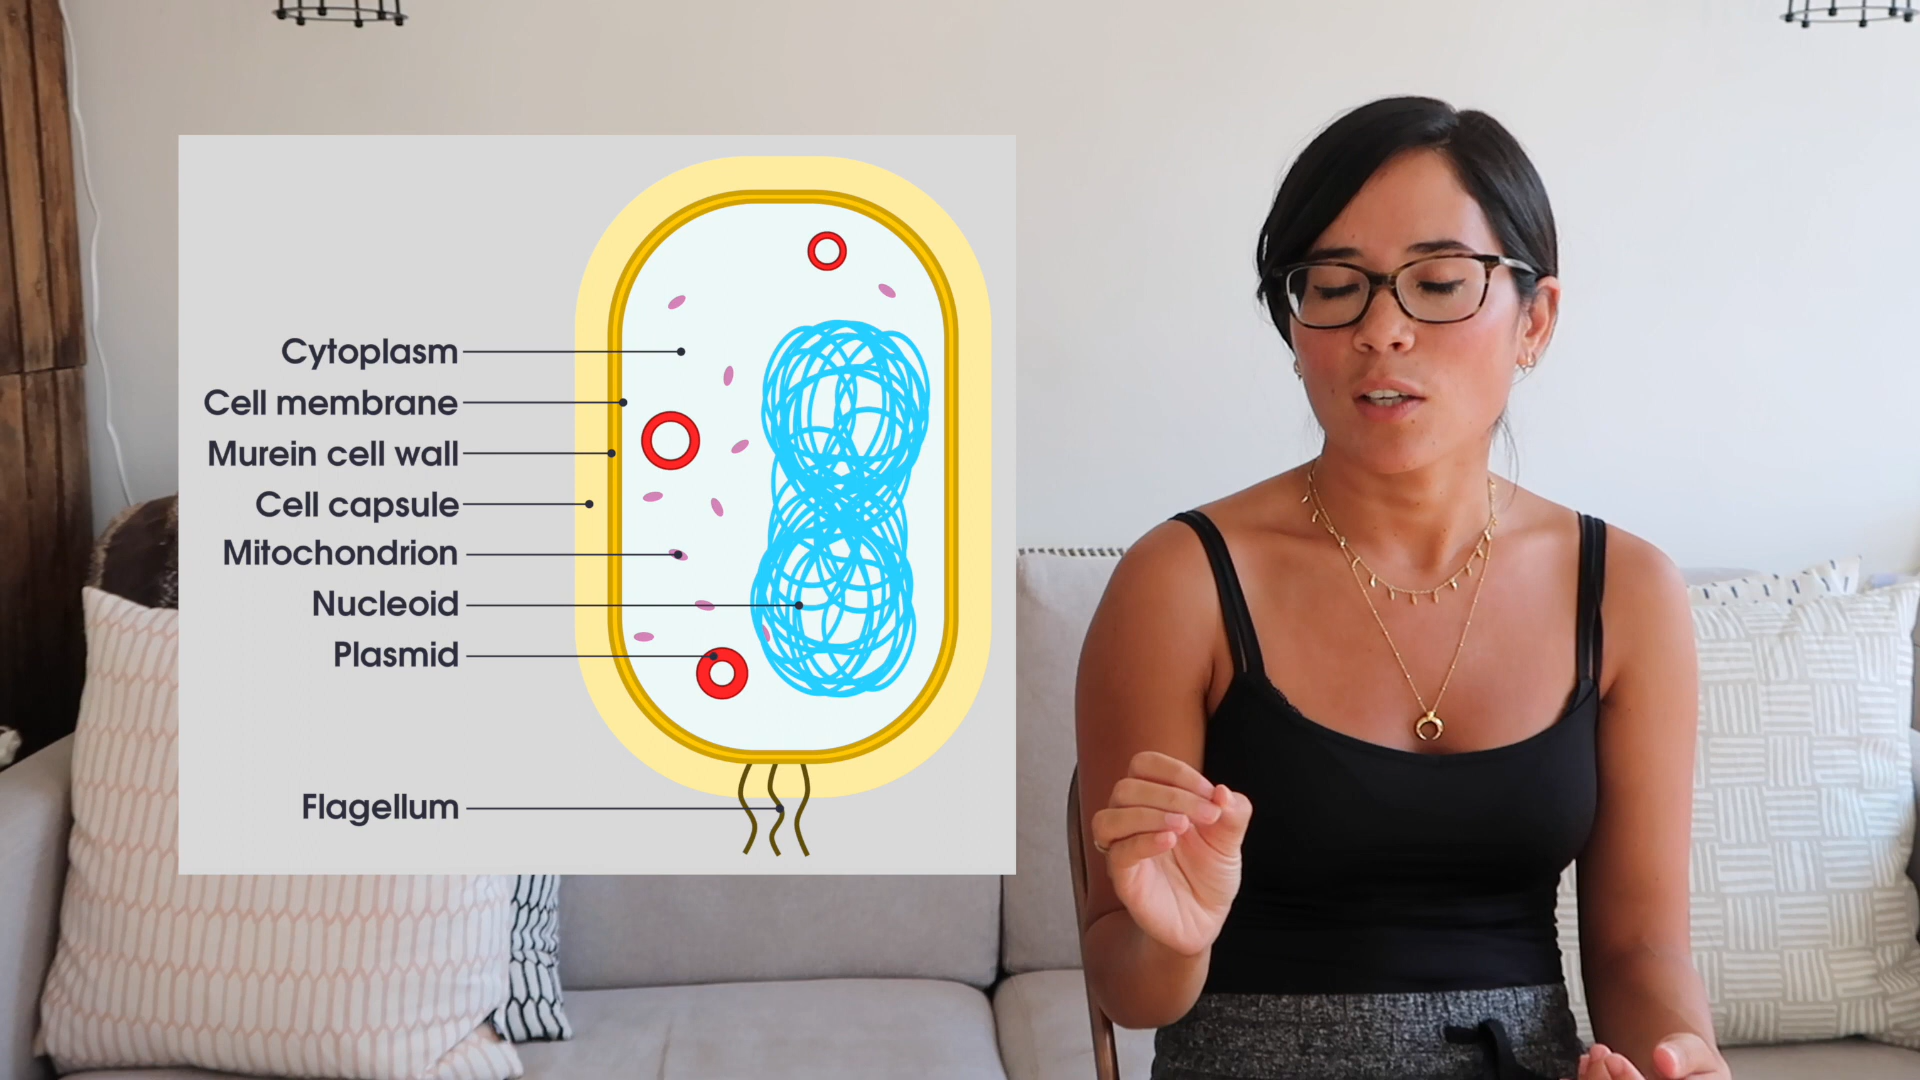 Cytoplasm
Cell membrane
Murein cell wall
Cell capsule
Mitochondrion
Nucleoid
Plasmid
Flagellum